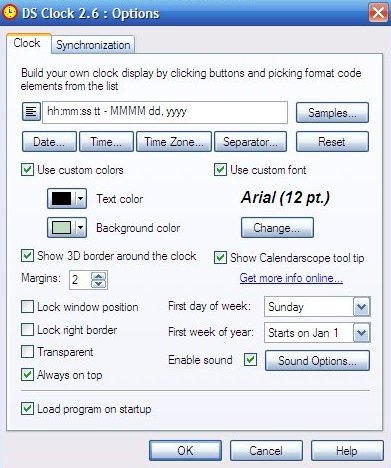 DS Clock 2.6 : Options
Clock
Synchronization
Build your own clock display by clicking buttons and picking format code
elements from the list
hh:mm:ss tt - MMMM dd, yyyy
Samples...
Date...
Time...
Time Zone...
Separator...
Reset
Use custom colors
Use custom font
Text color
Arial (12 pt.)
Background color
Change...
Show 3D border around the clock
Show Calendarscope tool tip
Margins: 2
Get more info online...
Lock window position
First day of week: Sunday
Lock right border
First week of year: Starts on Jan 1
Transparent
Enable sound
Sound Options...
Always on top
Load program on startup
OK
Cancel
Help